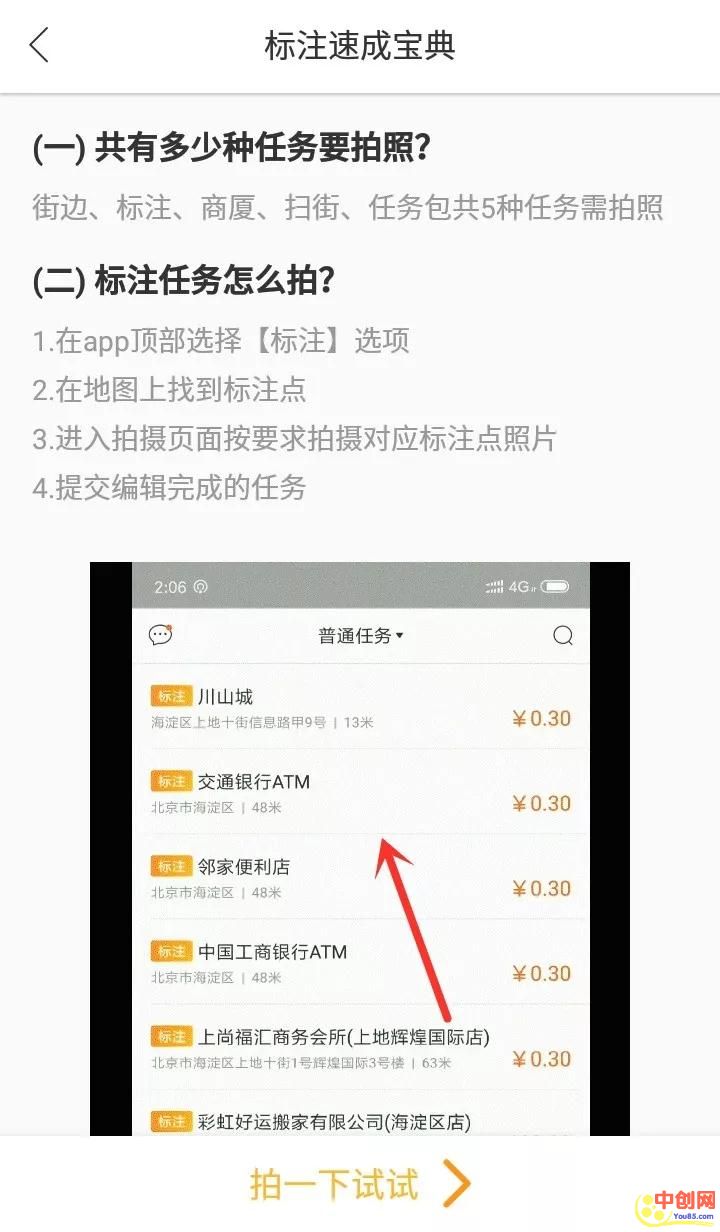 标注速成宝典
(一) 共有多少种任务要拍照?
街边、标注、商厦、扫街、任务包共5种任务需拍照
(二) 标注任务怎么拍?
1.在app顶部选择【标注】选项
2.在地图上找到标注点
3.进入拍摄页面按要求拍摄对应标注点照片
4.提交编辑完成的任务
2:06 4G
普通任务
标注 川山城
海淀区上地十街信息路甲9号 | 13米 ￥0.30
标注 交通银行ATM
北京市海淀区 | 48米 ￥0.30
标注 邻家便利店
北京市海淀区 | 48米 ￥0.30
标注 中国工商银行ATM
北京市海淀区 | 48米 ￥0.30
标注 上尚福汇商务会所(上地辉煌国际店)
北京市海淀区上地十街1号辉煌国际3号楼 | 63米 ￥0.30
标注 彩虹好运搬家有限公司(海淀区店)
拍一下试试
中创网
You85.com